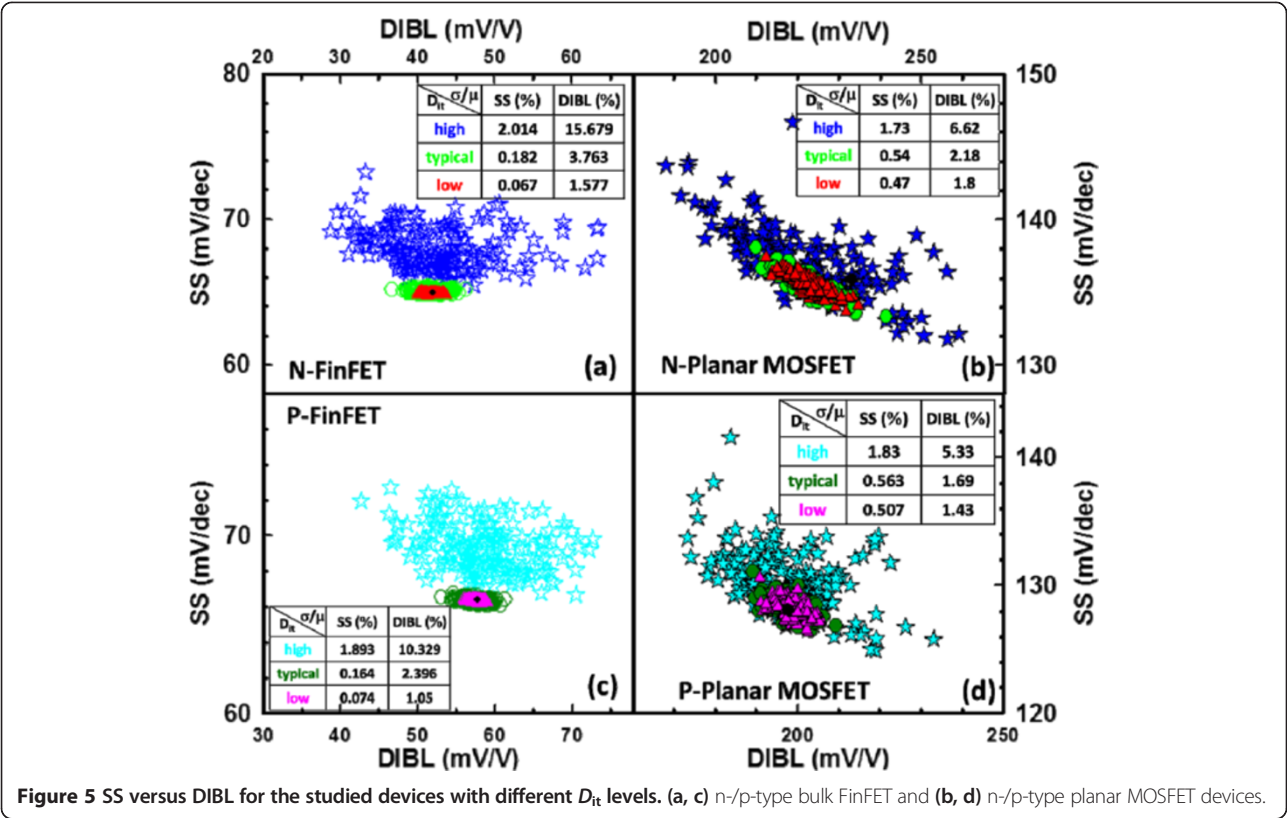 DIBL (mV/V)
20 30 40 50 60
DIBL (mV/V)
200 250
80
70
60
SS (mV/dec)
Dit σ/μ SS (%) DIBL (%)
high 2.014 15.679
typical 0.182 3.763
low 0.067 1.577
N-FinFET
(a)
Dit σ/μ SS (%) DIBL (%)
high 1.73 6.62
typical 0.54 2.18
low 0.47 1.8
N-Planar MOSFET
(b)
150
140
130
SS (mV/dec)
P-FinFET
70
60
SS (mV/dec)
Dit σ/μ SS (%) DIBL (%)
high 1.893 10.329
typical 0.164 2.396
low 0.074 1.05
(c)
Dit σ/μ SS (%) DIBL (%)
high 1.83 5.33
typical 0.563 1.69
low 0.507 1.43
P-Planar MOSFET
(d)
140
130
120
SS (mV/dec)
30 40 50 60 70
DIBL (mV/V)
200 250
DIBL (mV/V)
Figure 5 SS versus DIBL for the studied devices with different Dit levels. (a, c) n-/p-type bulk FinFET and (b, d) n-/p-type planar MOSFET devices.